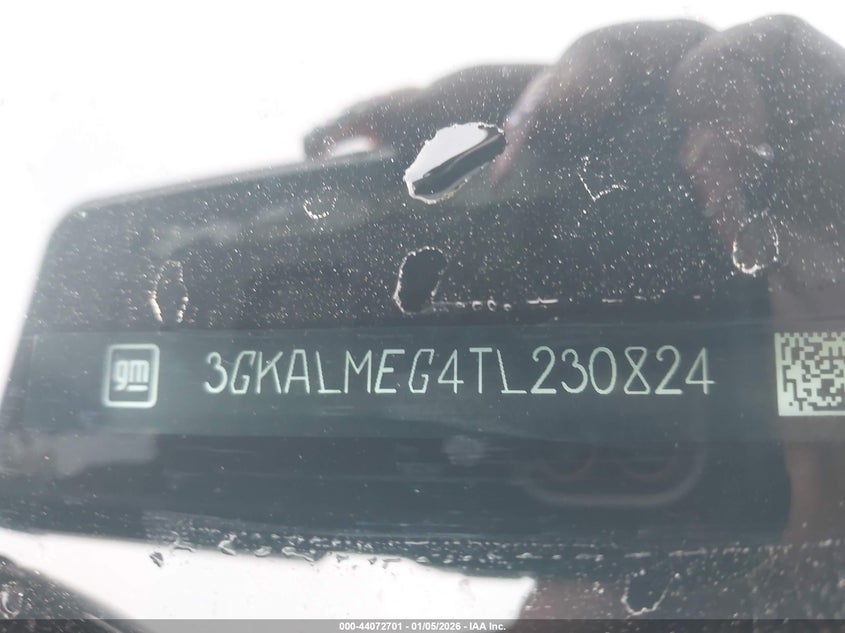 gm 3GKALMEG4TL230824
000-44072701 - 01/05/2026 - IAA Inc.